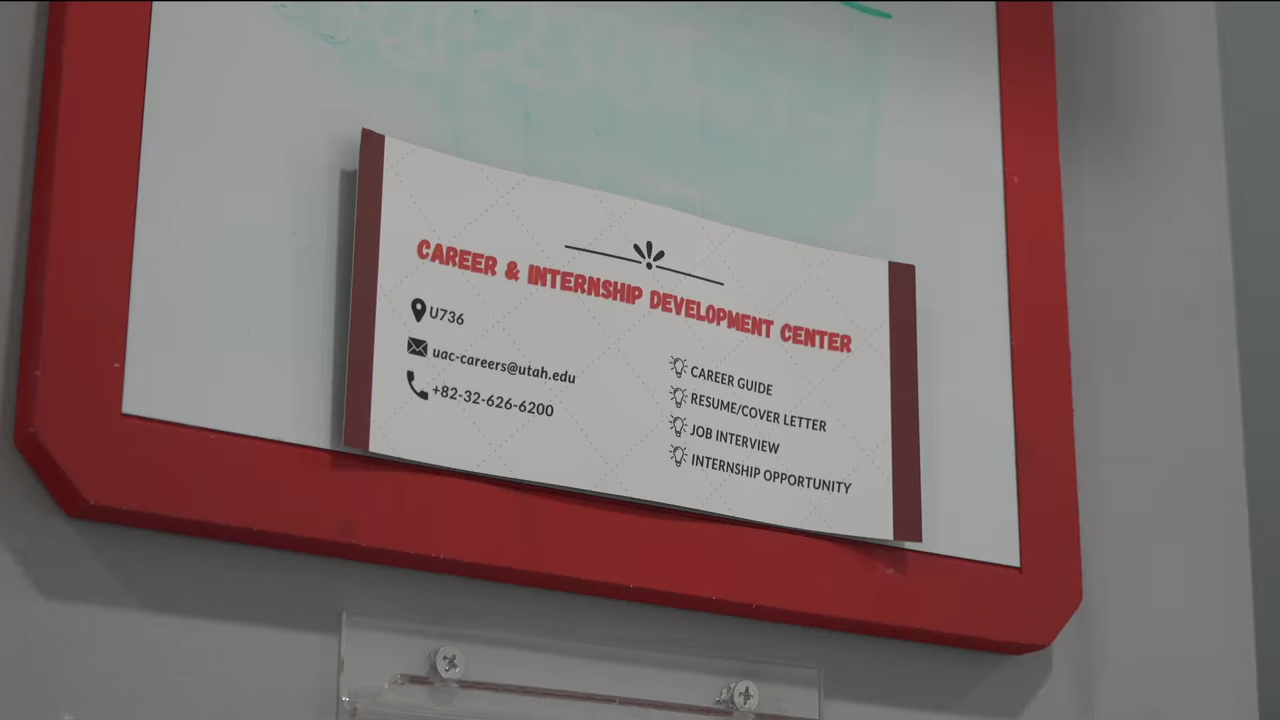 CAREER & INTERNSHIP DEVELOPMENT CENTER
U736
uac-careers@utah.edu
+82-32-626-6200
CAREER GUIDE
RESUME/COVER LETTER
JOB INTERVIEW
INTERNSHIP OPPORTUNITY